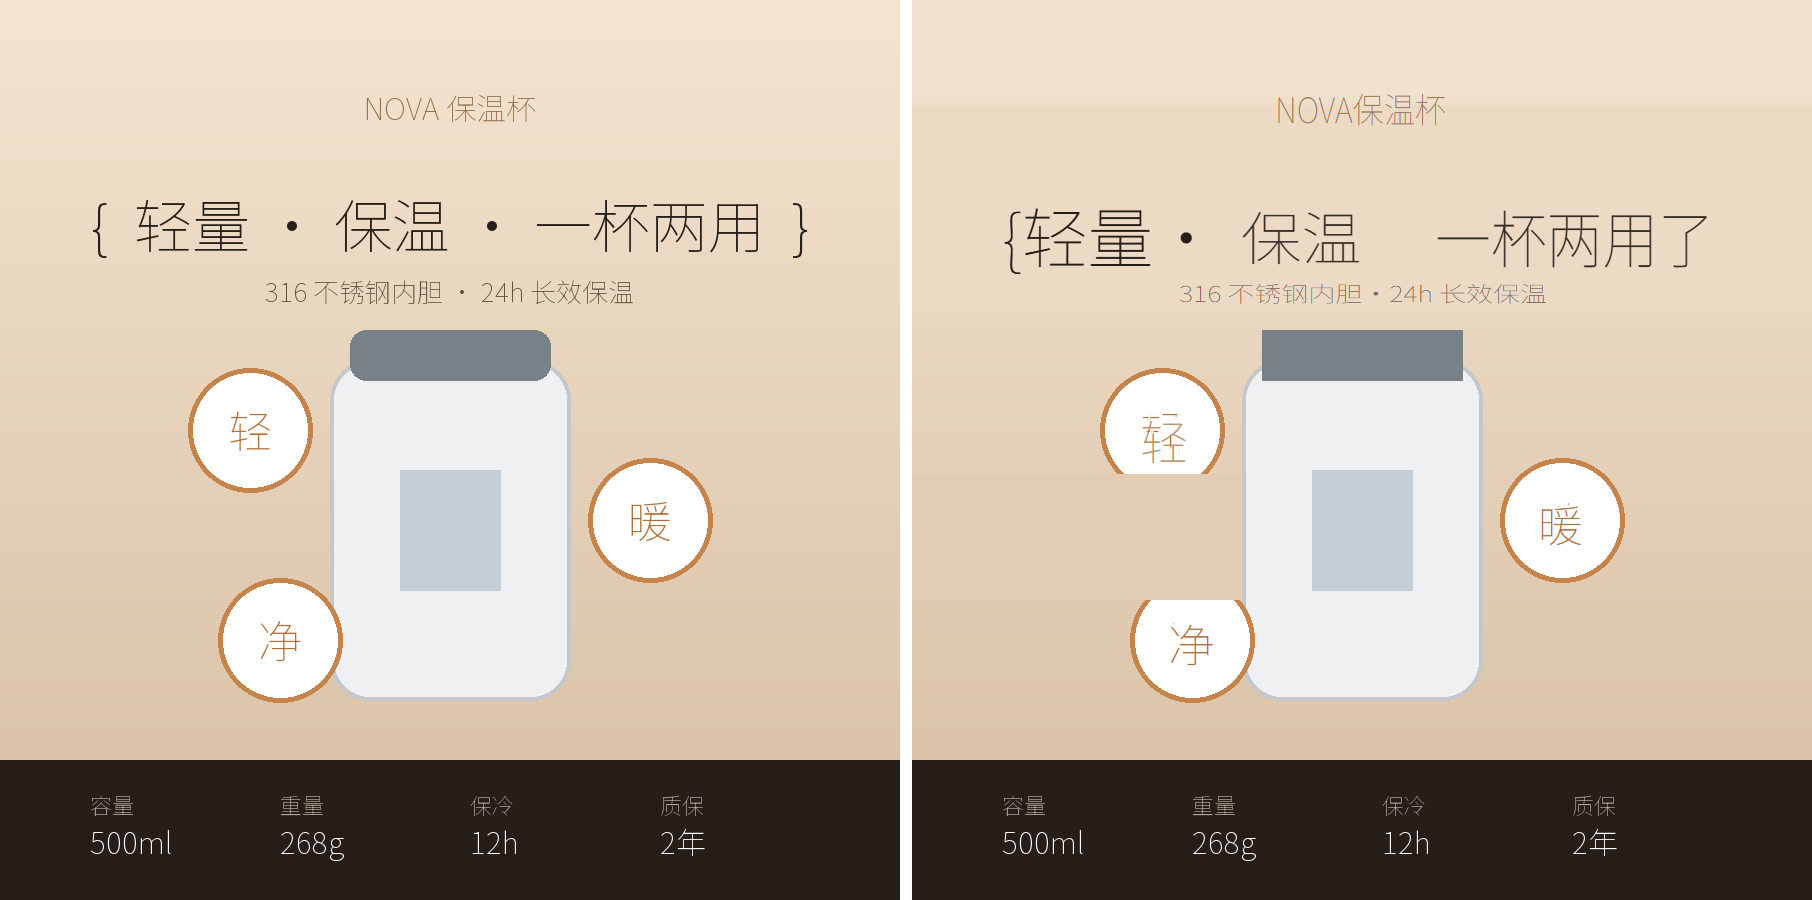 NOVA 保温杯
{ 轻量 • 保温 • 一杯两用 }
316 不锈钢内胆 • 24h 长效保温
轻
暖
净
容量 重量 保冷 质保
500ml 268g 12h 2年
NOVA保温杯
{轻量• 保温 一杯两用了
316 不锈钢内胆•24h 长效保温
轻
暖
净
容量 重量 保冷 质保
500ml 268g 12h 2年